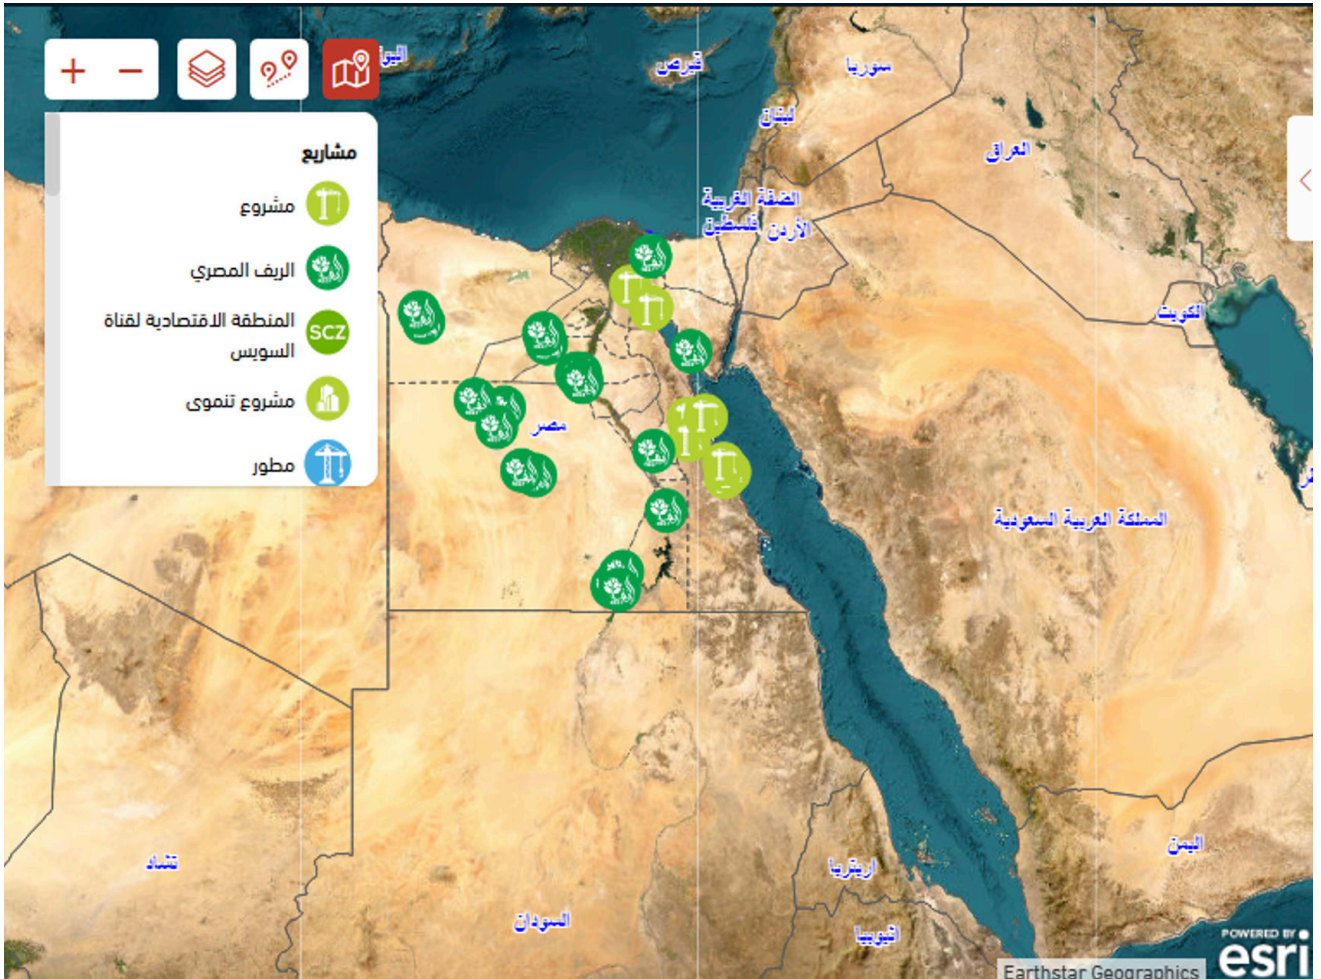 قبرص
سوريا
لبنان
العراق
مشاريع
مشروع
الريف المصري
المنطقة الاقتصادية لقناة
السويس
SCZ
مشروع تنموى
مطور
الضفة الغربية
فلسطين
الأردن
الكويت
مصر
المملكة العربية السعودية
تشاد
السودان
اريتريا
اثيوبيا
اليمن
POWERED BY
esri
Earthstar Geographics